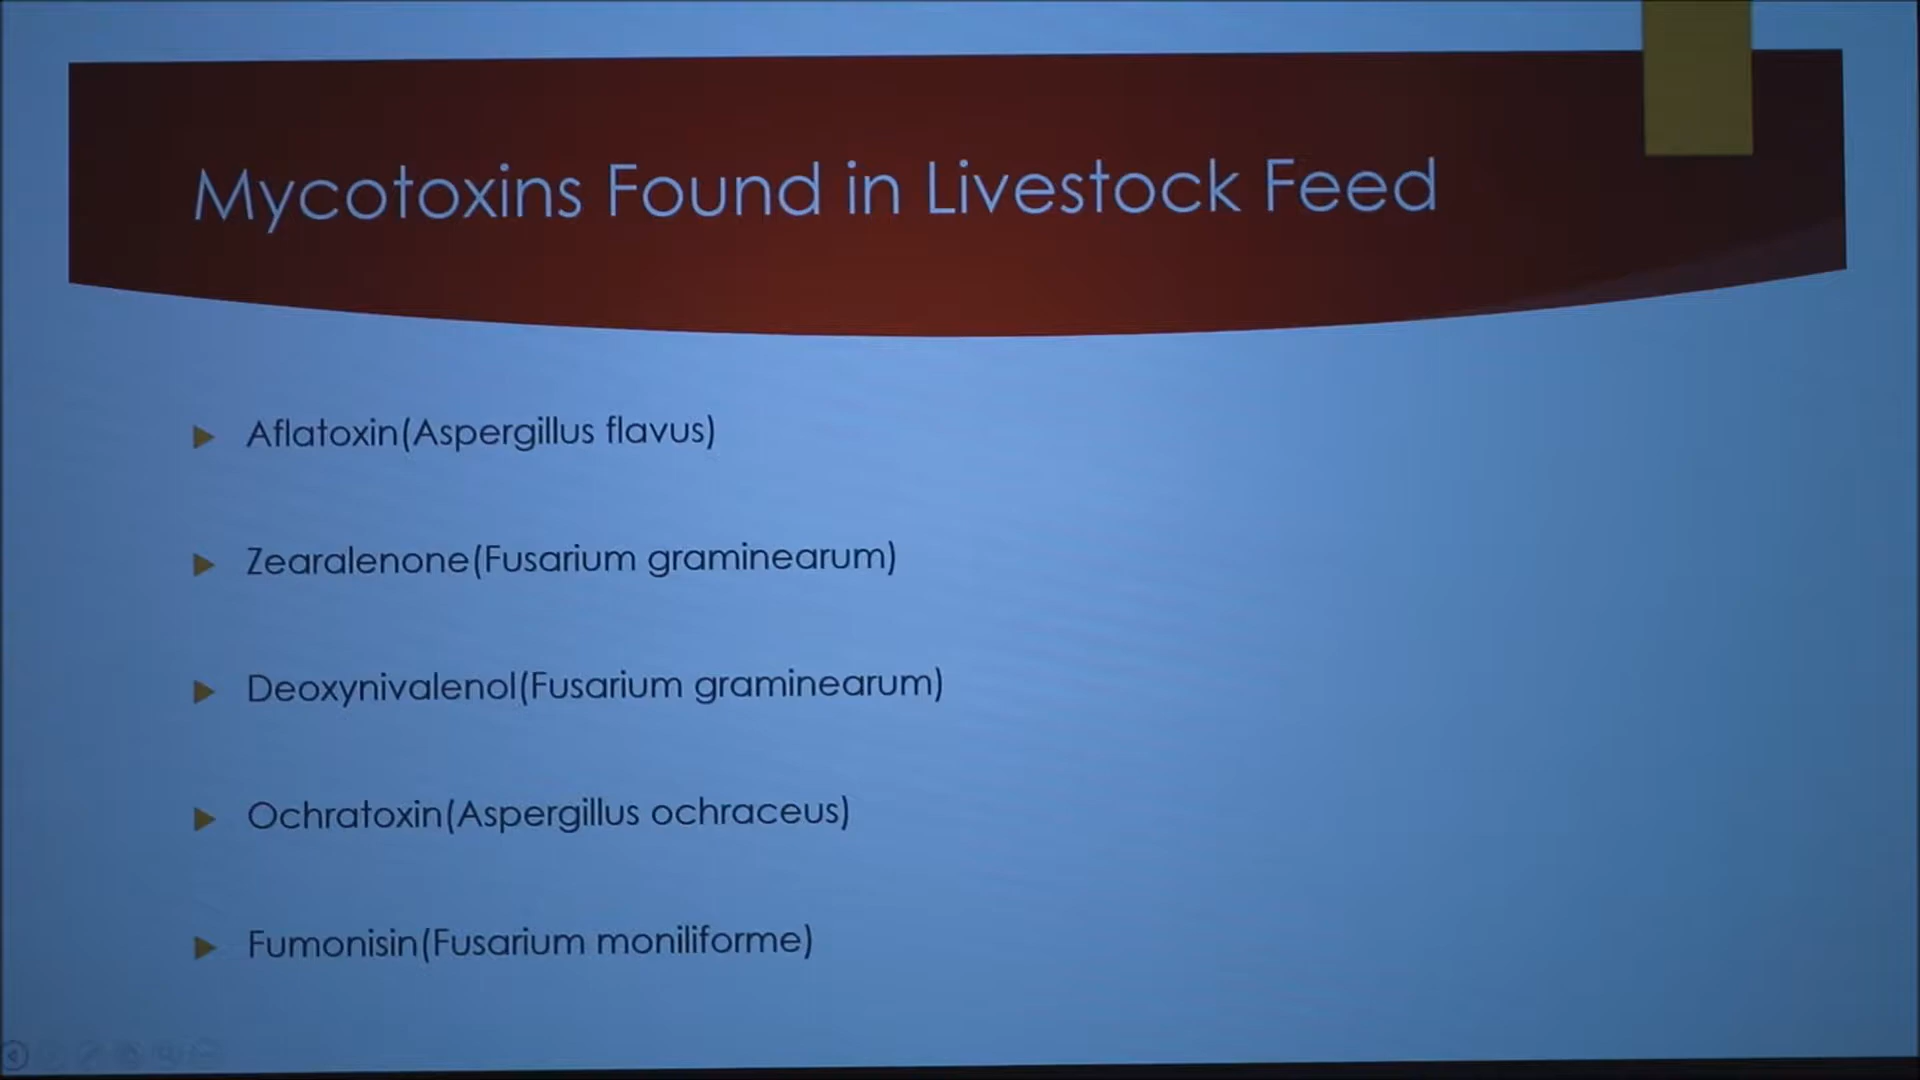 Mycotoxins Found in Livestock Feed
Aflatoxin(Aspergillus flavus)
Zearalenone(Fusarium graminearum)
Deoxynivalenol(Fusarium graminearum)
Ochratoxin(Aspergillus ochraceus)
Fumonisin(Fusarium moniliforme)